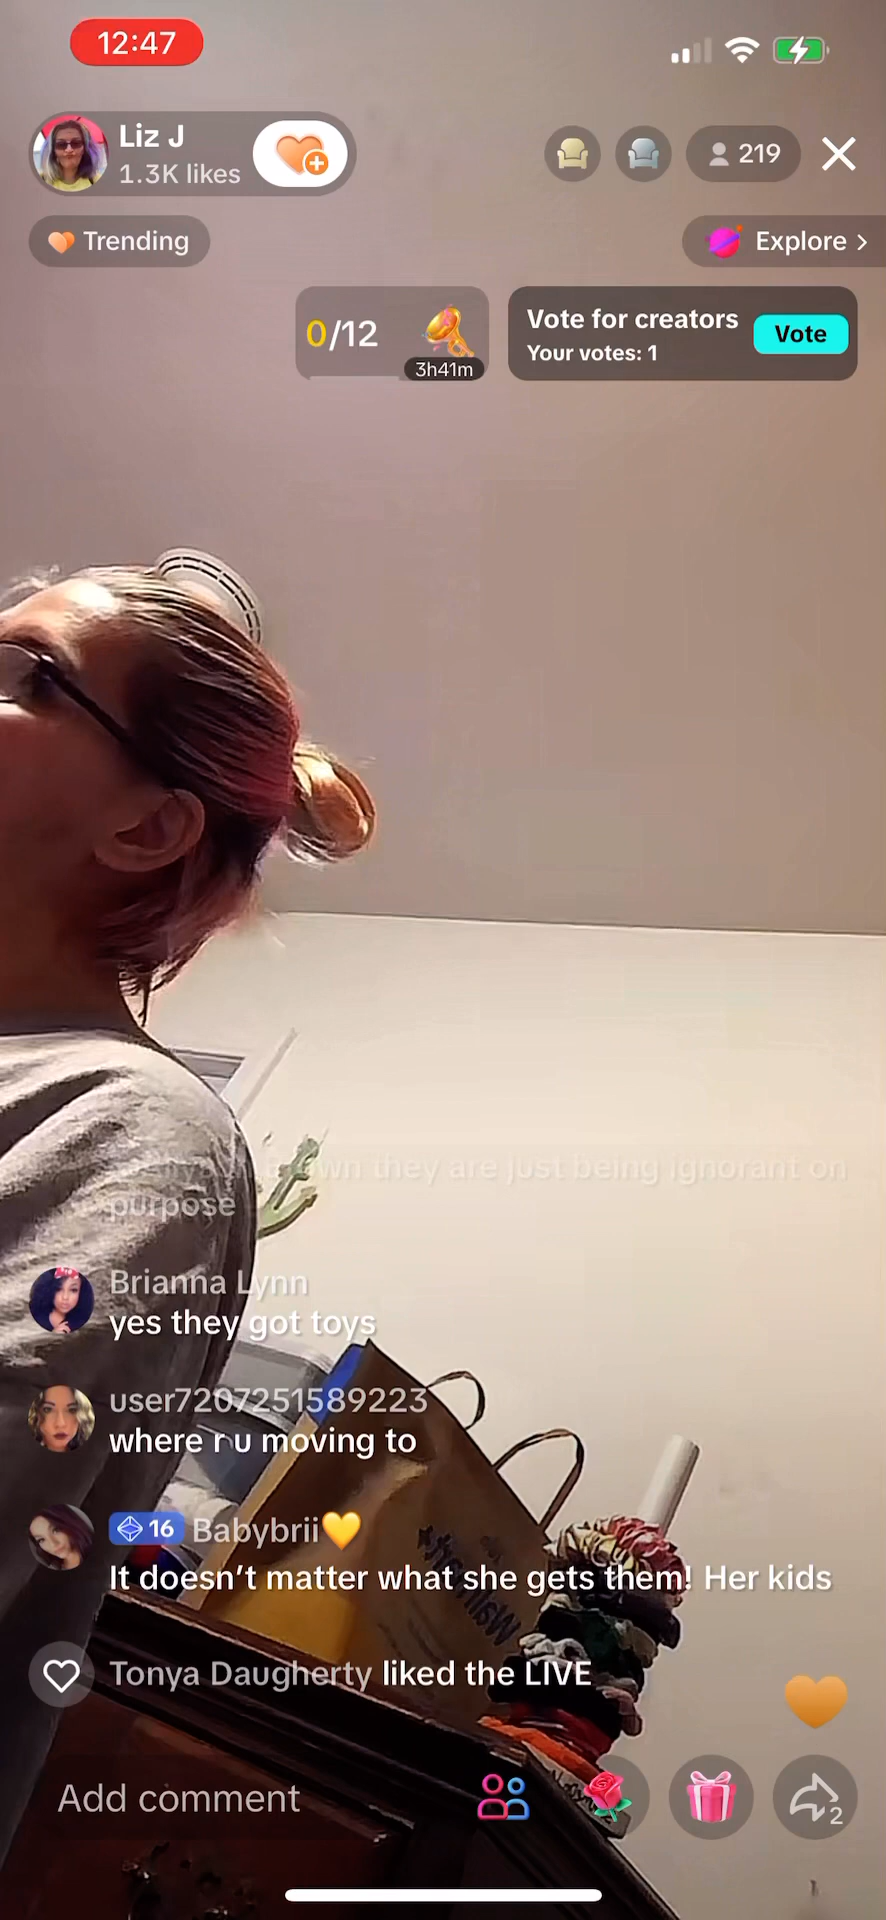 12:47
Liz J
1.3K likes
219
Trending
Explore >
0/12
3h41m
Vote for creators
Your votes: 1
Vote
they are just being ignorant on
purpose
Brianna Lynn
yes they got toys
user7207251589223
where r u moving to
16 Babybrii💛
It doesn't matter what she gets them! Her kids
Walmart
Tonya Daugherty liked the LIVE
Add comment
2